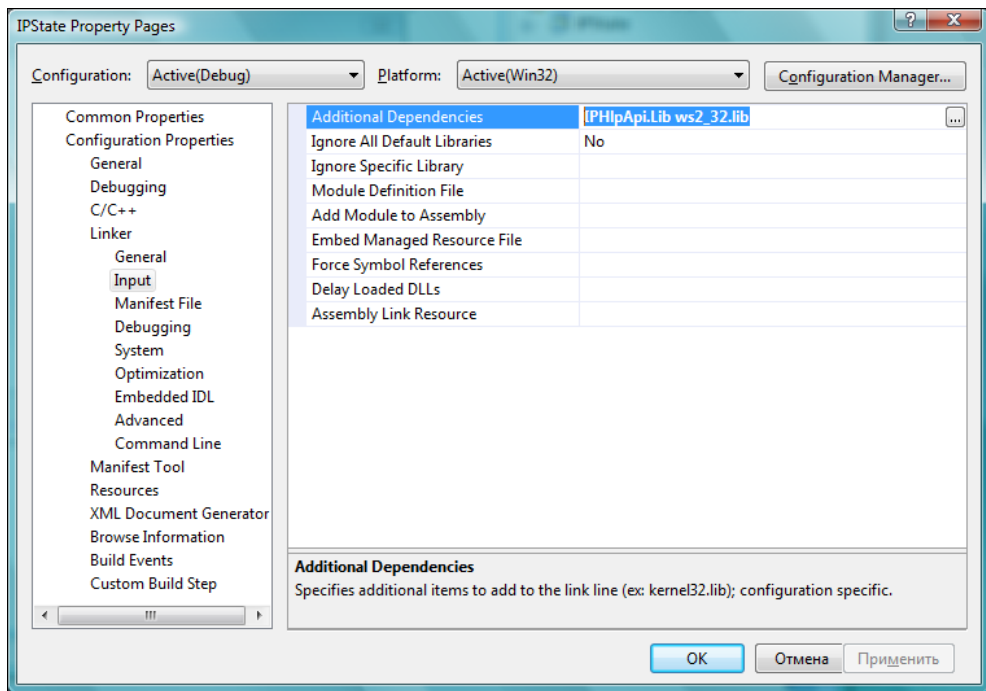 IPState Property Pages
IPState
Configuration: Active(Debug) Platform: Active(Win32) Configuration Manager...
Common Properties
Configuration Properties
General
Debugging
C/C++
Linker
General
Input
Manifest File
Debugging
System
Optimization
Embedded IDL
Advanced
Command Line
Manifest Tool
Resources
XML Document Generator
Browse Information
Build Events
Custom Build Step
Additional Dependencies IPHlpApi.Lib ws2_32.lib ...
Ignore All Default Libraries No
Ignore Specific Library
Module Definition File
Add Module to Assembly
Embed Managed Resource File
Force Symbol References
Delay Loaded DLLs
Assembly Link Resource
Additional Dependencies
Specifies additional items to add to the link line (ex: kernel32.lib); configuration specific.
OK Отмена Применить